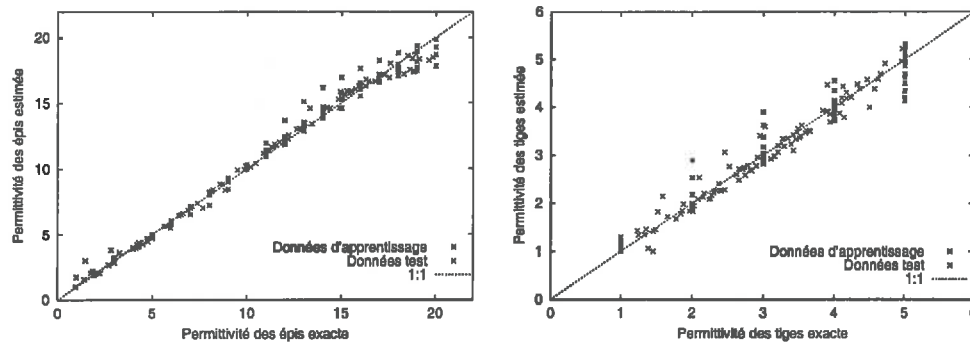 20
15
10
5
0
Permittivité des épis estimée
Données d'apprentissage
Données test
1:1
0 5 10 15 20
Permittivité des épis exacte
6
5
4
3
2
1
0
Permittivité des tiges estimée
Données d'apprentissage
Données test
1:1
0 1 2 3 4 5 6
Permittivité des tiges exacte